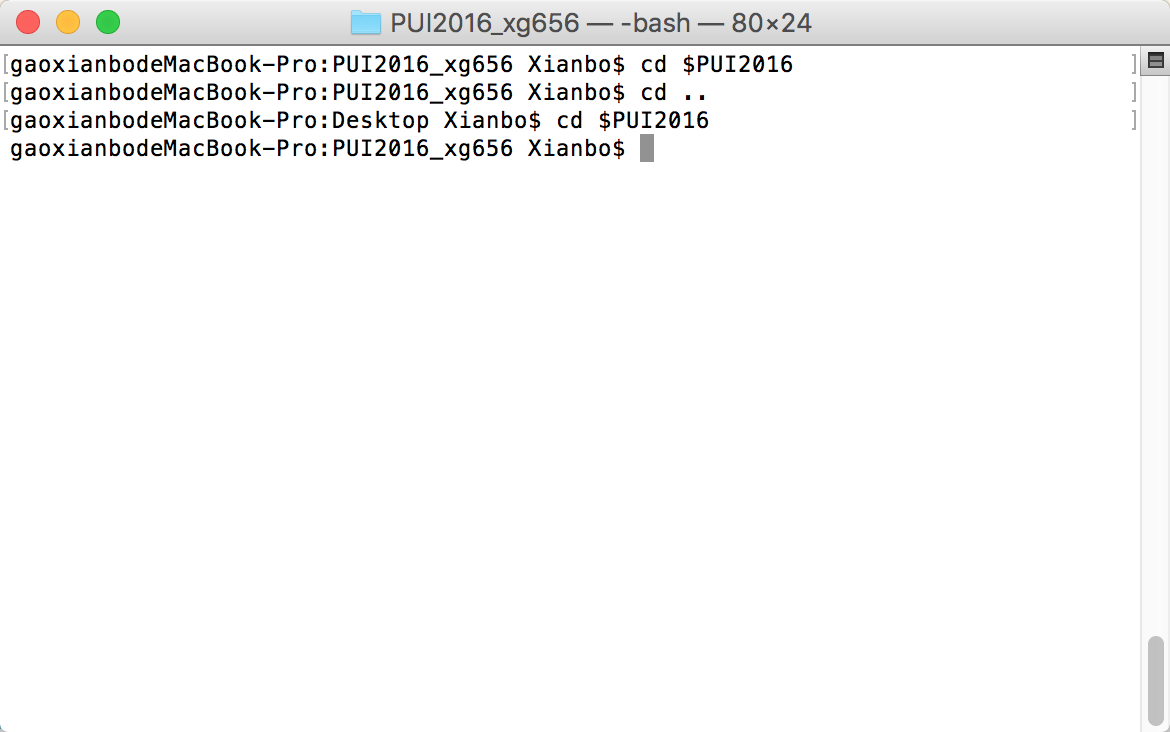 PUI2016_xg656 — -bash — 80×24
[gaoxianbodeMacBook-Pro:PUI2016_xg656 Xianbo$ cd $PUI2016 ]
[gaoxianbodeMacBook-Pro:PUI2016_xg656 Xianbo$ cd .. ]
[gaoxianbodeMacBook-Pro:Desktop Xianbo$ cd $PUI2016 ]
gaoxianbodeMacBook-Pro:PUI2016_xg656 Xianbo$